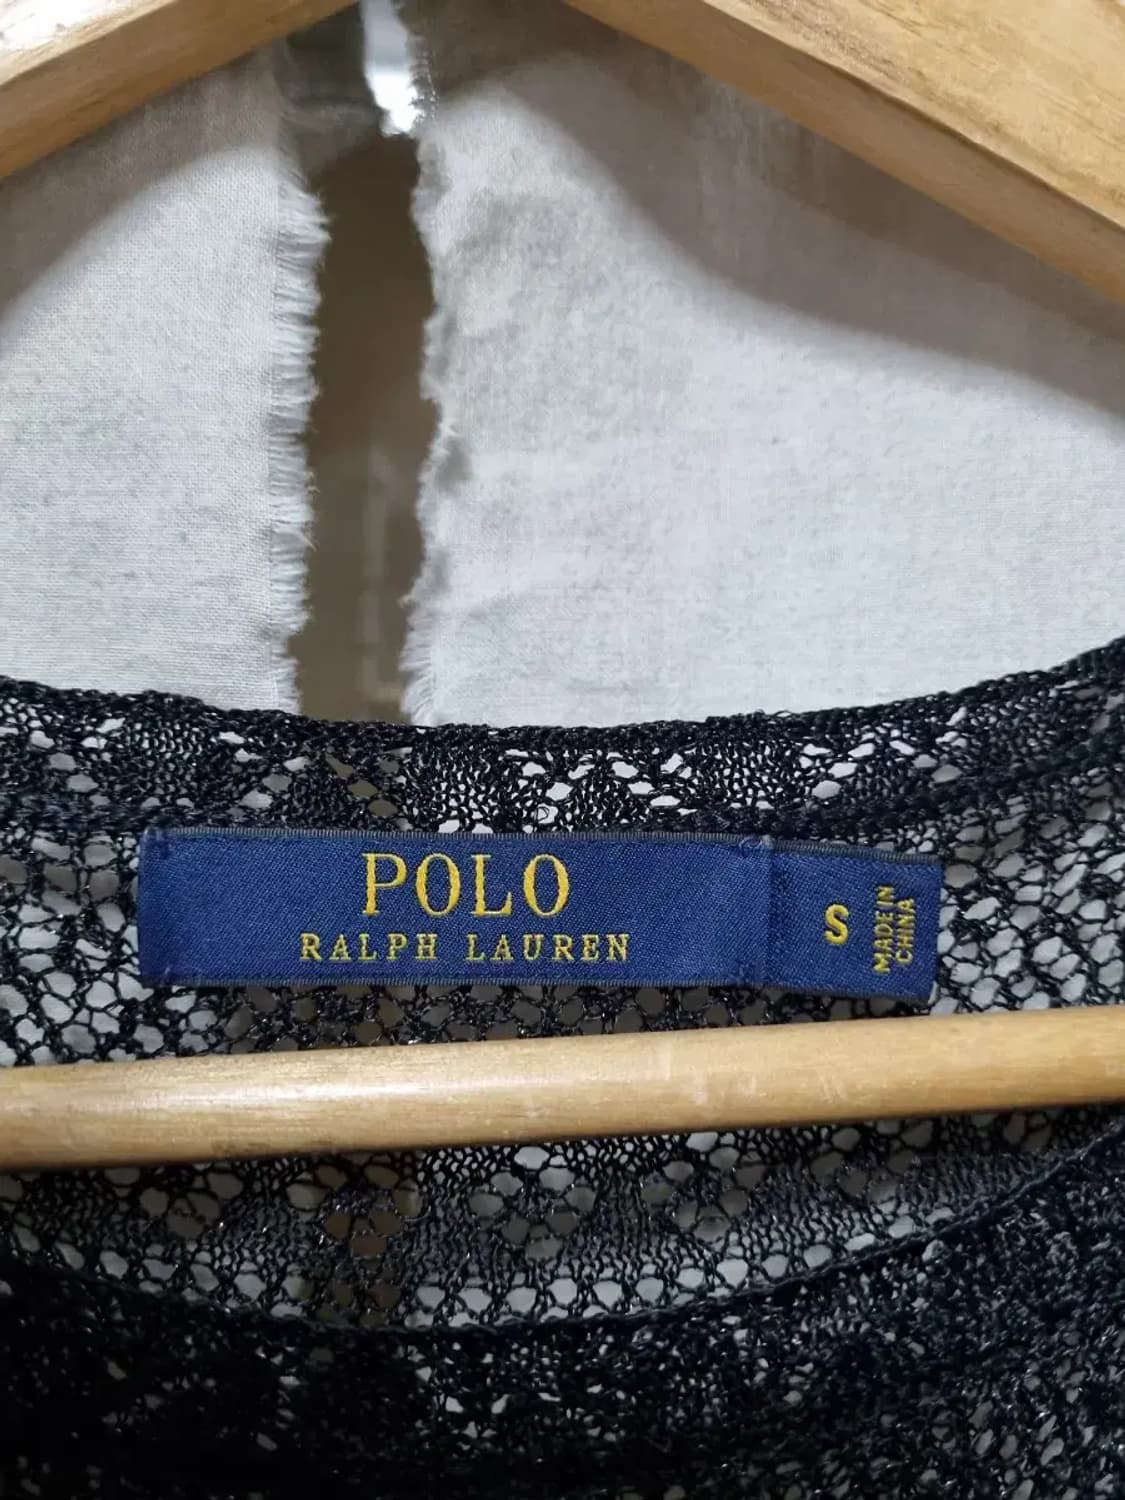 POLO
RALPH LAUREN
S
MADE IN
CHINA